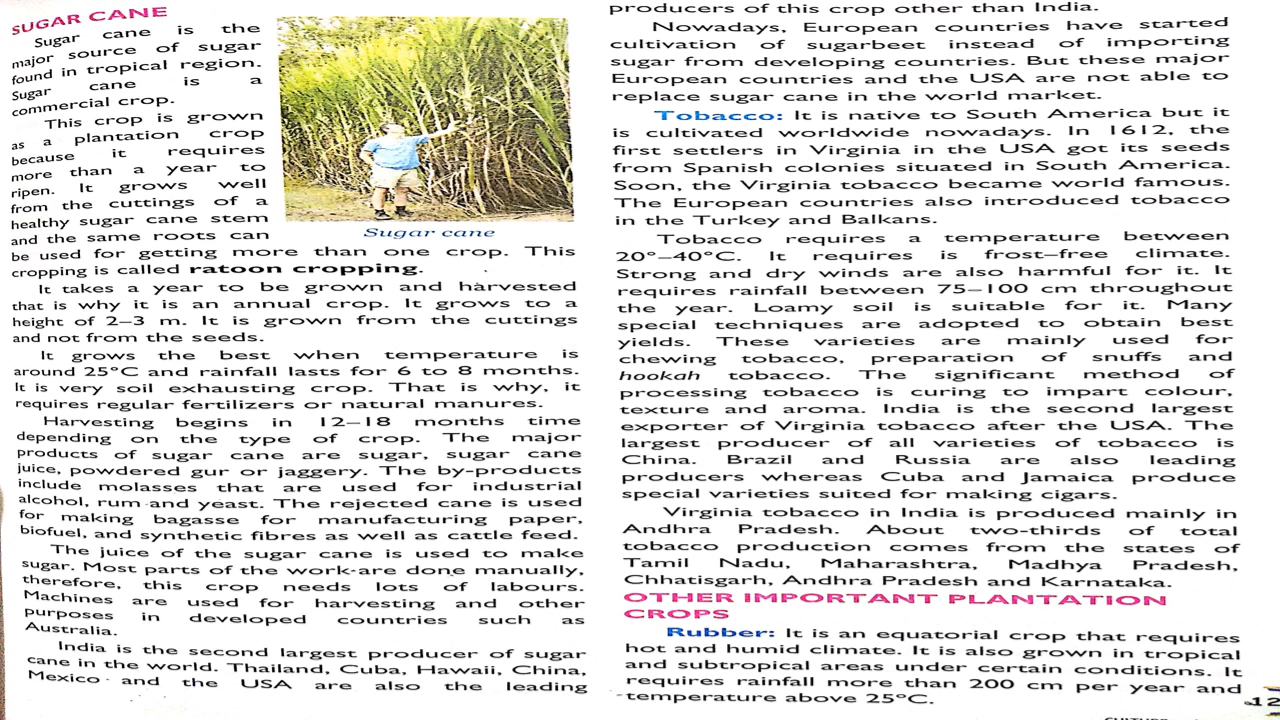 SUGAR CANE
Sugar cane is the
major source of sugar
found in tropical region.
Sugar cane is a
commercial crop.
This crop is grown
as a plantation crop
because it requires
more than a year to
ripen. It grows well
from the cuttings of a
healthy sugar cane stem
and the same roots can
Sugar cane
be used for getting more than one crop. This
cropping is called ratoon cropping.
It takes a year to be grown and harvested
that is why it is an annual crop. It grows to a
height of 2–3 m. It is grown from the cuttings
and not from the seeds.
It grows the best when temperature is
around 25°C and rainfall lasts for 6 to 8 months.
It is very soil exhausting crop. That is why, it
requires regular fertilizers or natural manures.
Harvesting begins in 12–18 months time
depending on the type of crop. The major
products of sugar cane are sugar, sugar cane
juice, powdered gur or jaggery. The by-products
include molasses that are used for industrial
alcohol, rum and yeast. The rejected cane is used
for making bagasse for manufacturing paper,
biofuel, and synthetic fibres as well as cattle feed.
The juice of the sugar cane is used to make
sugar. Most parts of the work are done manually,
therefore, this crop needs lots of labours.
Machines are used for harvesting and other
purposes in developed countries such as
Australia.
India is the second largest producer of sugar
cane in the world. Thailand, Cuba, Hawaii, China,
Mexico and the USA are also the leading
producers of this crop other than India.
Nowadays, European countries have started
cultivation of sugarbeet instead of importing
sugar from developing countries. But these major
European countries and the USA are not able to
replace sugar cane in the world market.
Tobacco: It is native to South America but it
is cultivated worldwide nowadays. In 1612, the
first settlers in Virginia in the USA got its seeds
from Spanish colonies situated in South America.
Soon, the Virginia tobacco became world famous.
The European countries also introduced tobacco
in the Turkey and Balkans.
Tobacco requires a temperature between
20°–40°C. It requires is frost–free climate.
Strong and dry winds are also harmful for it. It
requires rainfall between 75–100 cm throughout
the year. Loamy soil is suitable for it. Many
special techniques are adopted to obtain best
yields. These varieties are mainly used for
chewing tobacco, preparation of snuffs and
hookah tobacco. The significant method of
processing tobacco is curing to impart colour,
texture and aroma. India is the second largest
exporter of Virginia tobacco after the USA. The
largest producer of all varieties of tobacco is
China. Brazil and Russia are also leading
producers whereas Cuba and Jamaica produce
special varieties suited for making cigars.
Virginia tobacco in India is produced mainly in
Andhra Pradesh. About two-thirds of total
tobacco production comes from the states of
Tamil Nadu, Maharashtra, Madhya Pradesh,
Chhatisgarh, Andhra Pradesh and Karnataka.
OTHER IMPORTANT PLANTATION
CROPS
Rubber: It is an equatorial crop that requires
hot and humid climate. It is also grown in tropical
and subtropical areas under certain conditions. It
requires rainfall more than 200 cm per year and
temperature above 25°C.
12